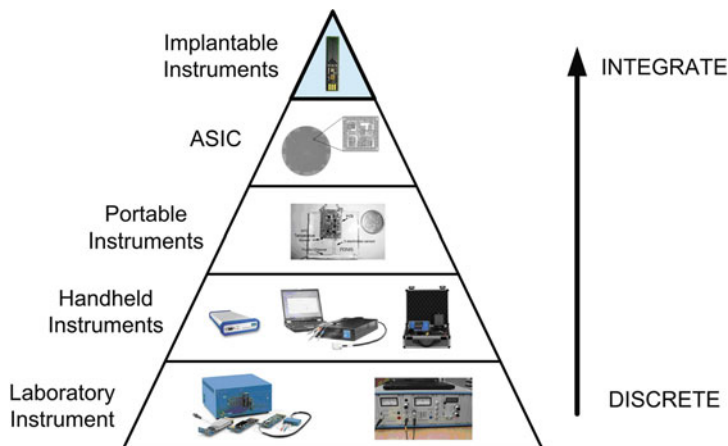 Implantable
Instruments
INTEGRATE
ASIC
Portable
Instruments
Handheld
Instruments
Laboratory
Instrument
DISCRETE